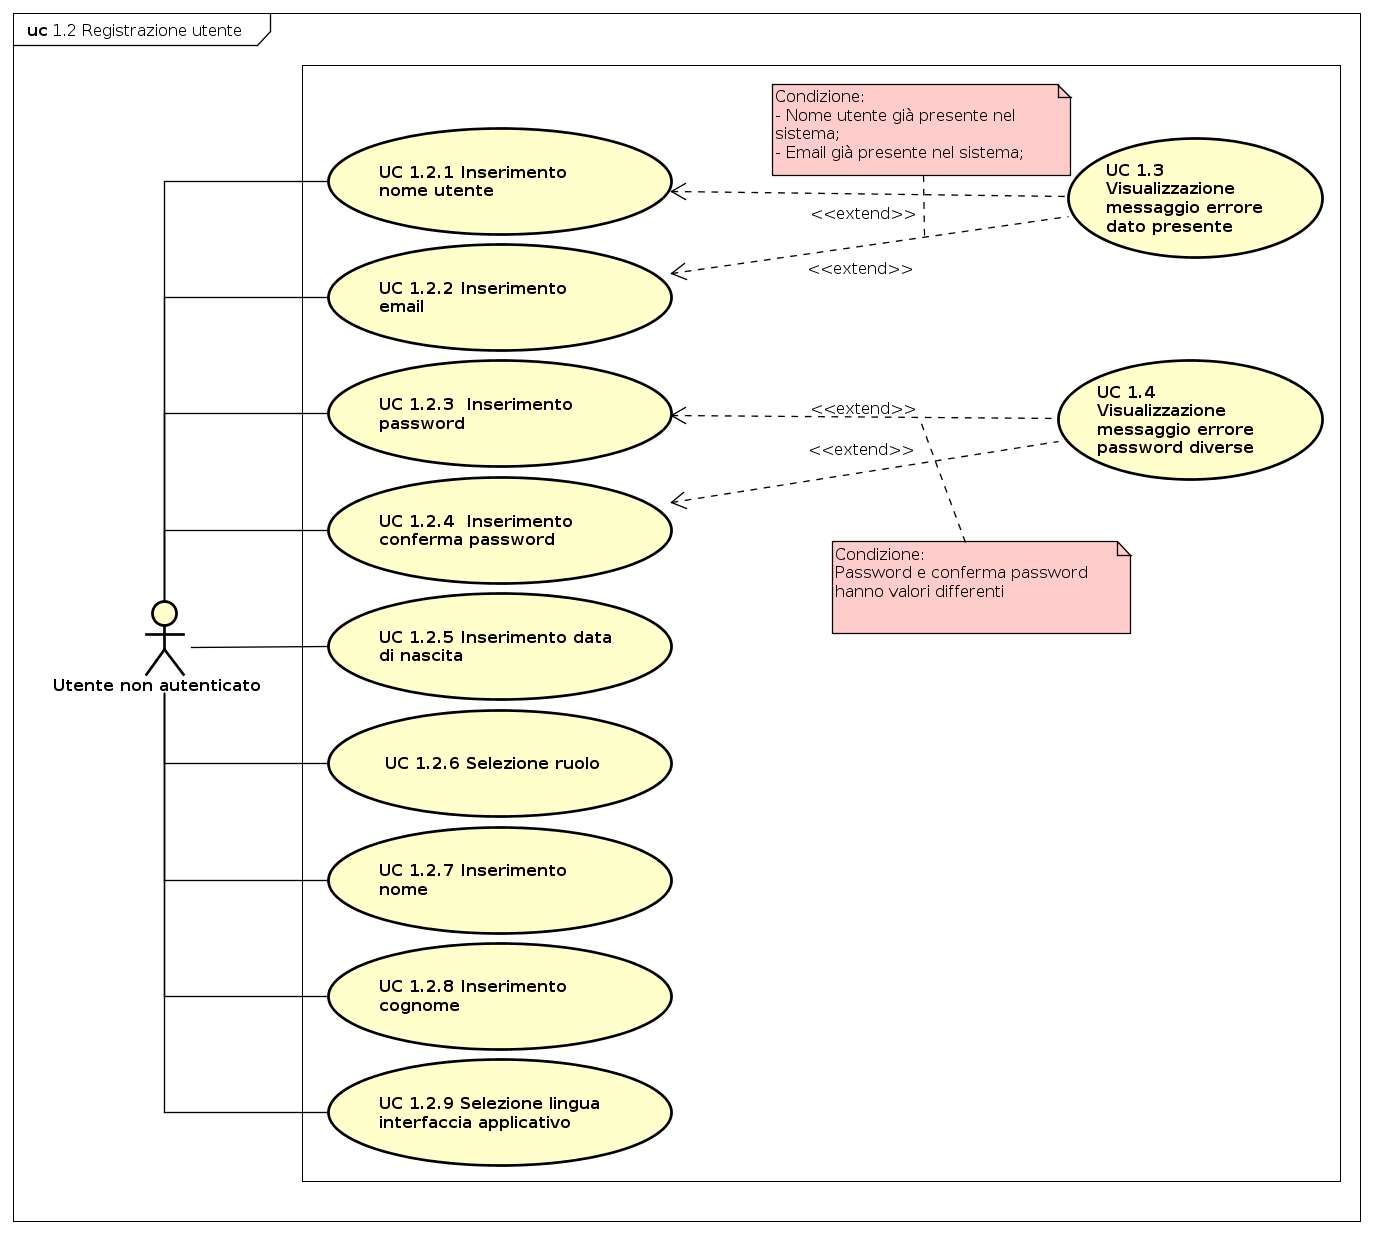 uc 1.2 Registrazione utente
Condizione:
- Nome utente già presente nel
sistema;
- Email già presente nel sistema;
UC 1.2.1 Inserimento
nome utente
UC 1.3
Visualizzazione
messaggio errore
dato presente
<<extend>>
<<extend>>
UC 1.2.2 Inserimento
email
UC 1.2.3  Inserimento
password
<<extend>>
UC 1.4
Visualizzazione
messaggio errore
password diverse
<<extend>>
UC 1.2.4  Inserimento
conferma password
Condizione:
Password e conferma password
hanno valori differenti
UC 1.2.5 Inserimento data
di nascita
Utente non autenticato
UC 1.2.6 Selezione ruolo
UC 1.2.7 Inserimento
nome
UC 1.2.8 Inserimento
cognome
UC 1.2.9 Selezione lingua
interfaccia applicativo